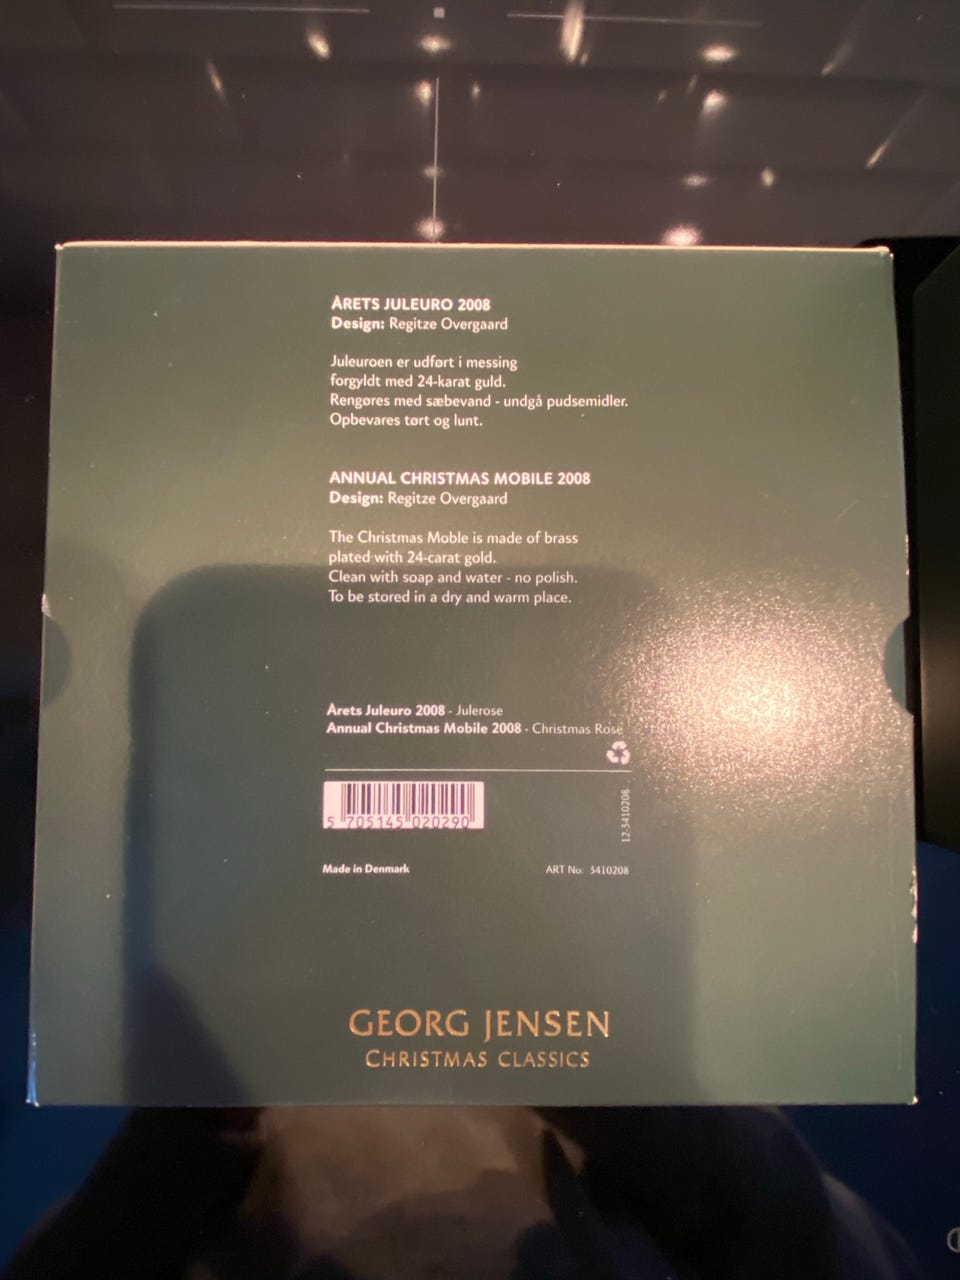 ÅRETS JULEURO 2008
Design: Regitze Overgaard
Juleuroen er udført i messing
forgyldt med 24-karat guld.
Rengøres med sæbevand - undgå pudsemidler.
Opbevares tørt og lunt.
ANNUAL CHRISTMAS MOBILE 2008
Design: Regitze Overgaard
The Christmas Moble is made of brass
plated with 24-carat gold.
Clean with soap and water - no polish.
To be stored in a dry and warm place.
Årets Juleuro 2008 - Julerose
Annual Christmas Mobile 2008 - Christmas Rose
5 705145 020290
12-3410208
Made in Denmark
ART No: 3410208
GEORG JENSEN
CHRISTMAS CLASSICS